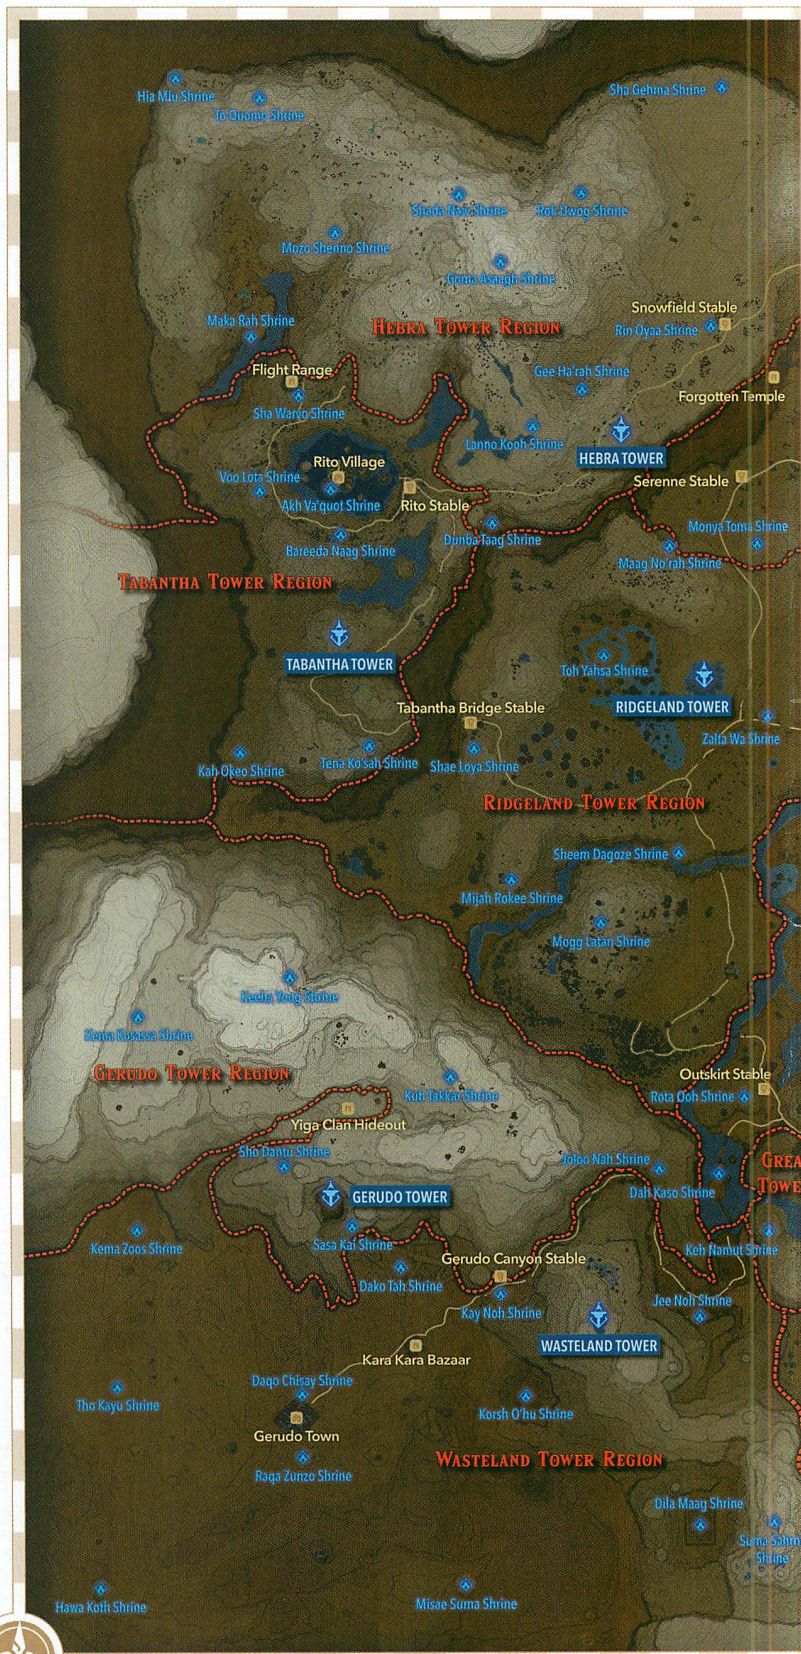 Hia Miu Shrine
To Quomo Shrine
Sha Gehma Shrine
Shada Naw Shrine
Rok Uwog Shrine
Mozo Shenno Shrine
Goma Asaagh Shrine
Snowfield Stable
Maka Rah Shrine
Hebra Tower Region
Rin Oyaa Shrine
Flight Range
Gee Ha'rah Shrine
Forgotten Temple
Sha Warvo Shrine
Lanno Kooh Shrine
HEBRA TOWER
Rito Village
Voo Lota Shrine
Serenne Stable
Akh Va'quot Shrine
Rito Stable
Monya Toma Shrine
Bareeda Naag Shrine
Dunba Taag Shrine
Maag No'rah Shrine
Tabantha Tower Region
TABANTHA TOWER
Toh Yahsa Shrine
RIDGELAND TOWER
Tabantha Bridge Stable
Zalta Wa Shrine
Kah Okeo Shrine
Tena Ko'sah Shrine
Shae Loya Shrine
Ridgeland Tower Region
Sheem Dagoze Shrine
Mijah Rokee Shrine
Mogg Latan Shrine
Keeha Yoog Shrine
Kema Kosassa Shrine
Gerudo Tower Region
Outskirt Stable
Kuh Takkar Shrine
Rota Ooh Shrine
Yiga Clan Hideout
Sho Dantu Shrine
Joloo Nah Shrine
Grea
Towe
GERUDO TOWER
Dah Kaso Shrine
Kema Zoos Shrine
Sasa Kai Shrine
Keh Namut Shrine
Gerudo Canyon Stable
Dako Tah Shrine
Kay Noh Shrine
Jee Noh Shrine
WASTELAND TOWER
Kara Kara Bazaar
Daqo Chisay Shrine
Tho Kayu Shrine
Korsh O'hu Shrine
Gerudo Town
Wasteland Tower Region
Raqa Zunzo Shrine
Dila Maag Shrine
Suma Sahm
Shrine
Hawa Koth Shrine
Misae Suma Shrine